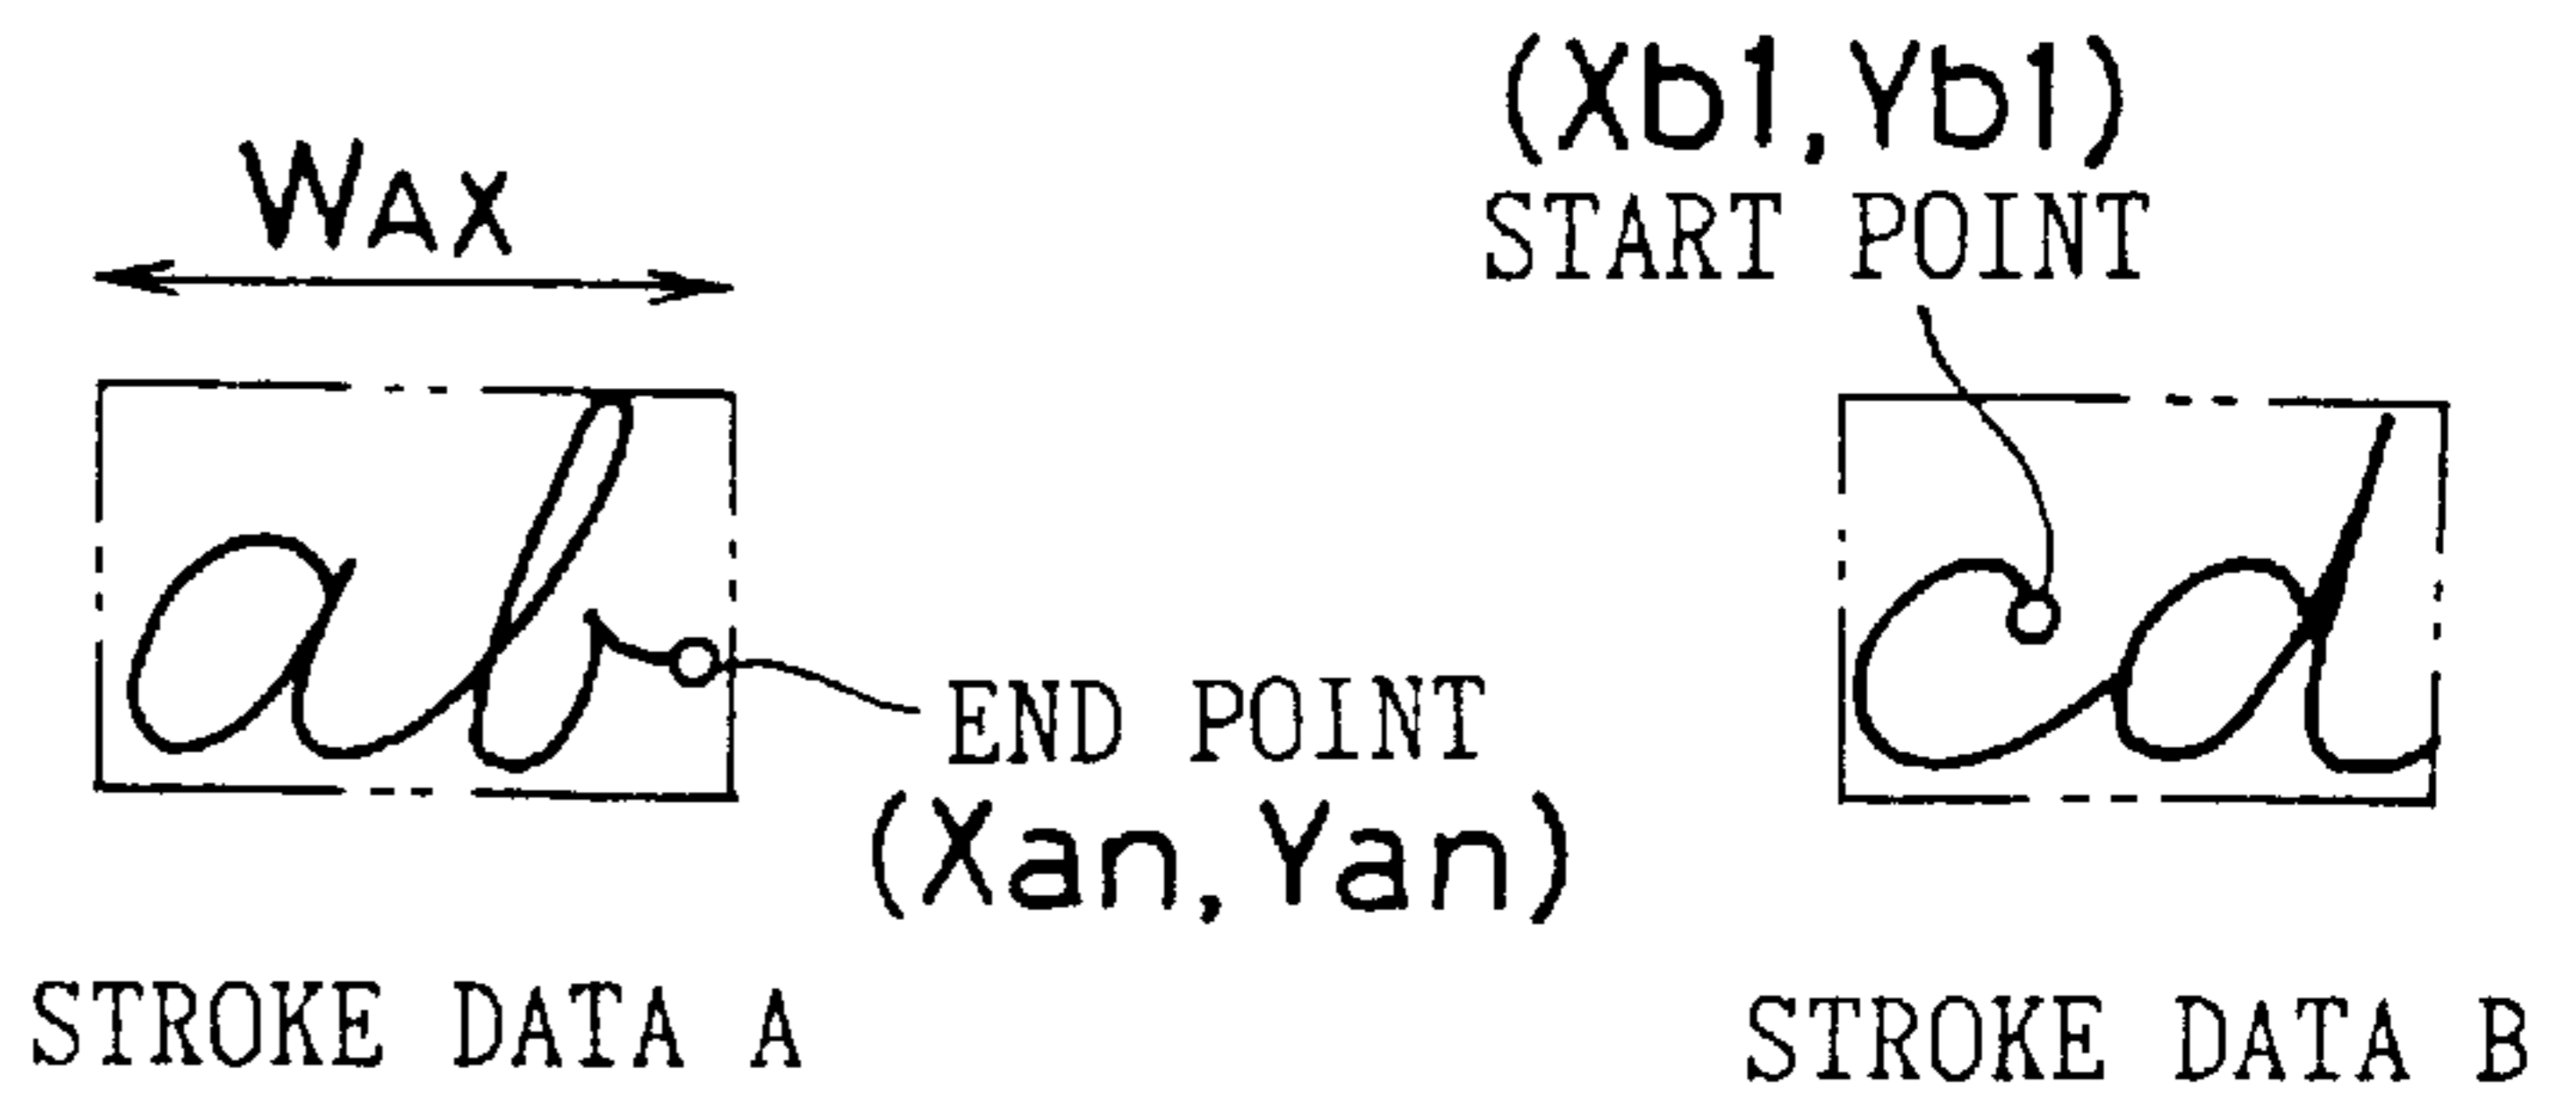 (Xb1,Yb1)
START POINT
WAX
ab
cd
END POINT
(Xan,Yan)
STROKE DATA A
STROKE DATA B